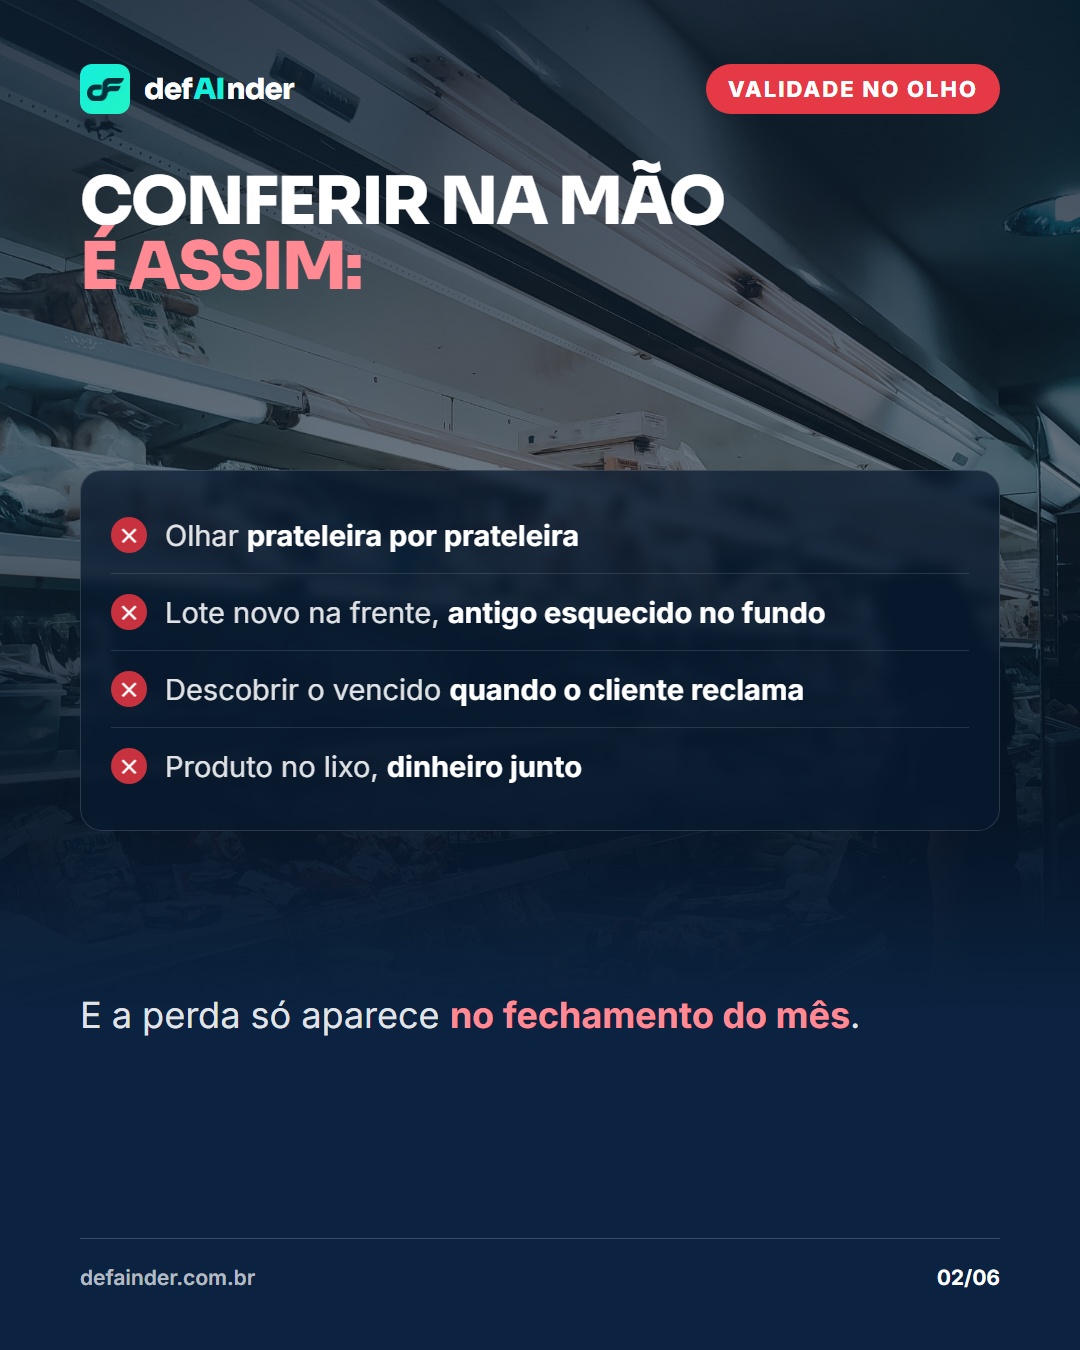 defAInder
VALIDADE NO OLHO
CONFERIR NA MÃO
É ASSIM:
Olhar prateleira por prateleira
Lote novo na frente, antigo esquecido no fundo
Descobrir o vencido quando o cliente reclama
Produto no lixo, dinheiro junto
E a perda só aparece no fechamento do mês.
defainder.com.br
02/06